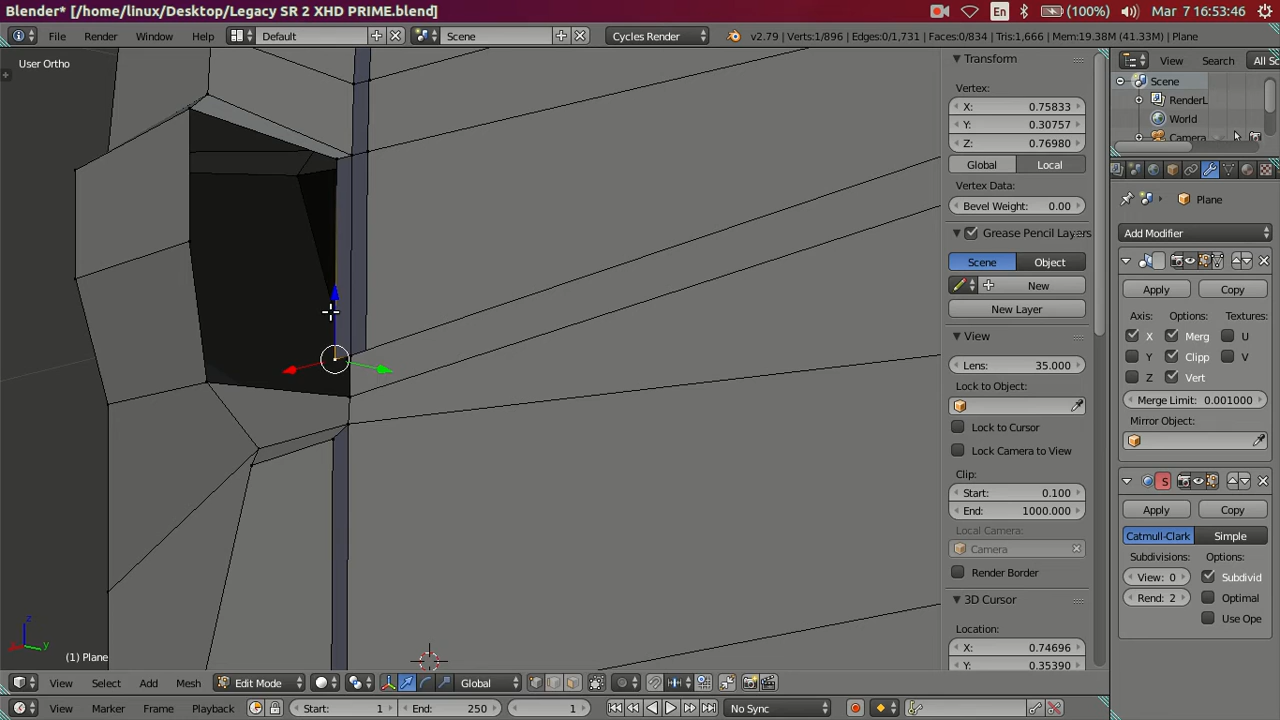 Blender* [/home/linux/Desktop/Legacy SR 2 XHD PRIME.blend]
En (100%) Mar 7 16:53:46
File Render Window Help Default Scene Cycles Render v2.79 | Verts:1/896 | Edges:0/1,731 | Faces:0/834 | Tris:1,666 | Mem:19.38M (41.33M) | Plane
User Ortho
Transform
View Search All Sc
Vertex:
Scene
X: 0.75833
RenderL
Y: 0.30757
World
Z: 0.76980
Camera
Global Local
Vertex Data:
Bevel Weight: 0.00
Plane
Grease Pencil Layers
Add Modifier
Scene Object
New
Apply Copy
New Layer
Axis: Options: Textures:
View
X Merg U
Y Clipp V
Lens: 35.000
Z Vert
Lock to Object:
Merge Limit: 0.001000
Mirror Object:
Lock to Cursor
Lock Camera to View
Clip:
S
Start: 0.100
End: 1000.000
Apply Copy
Local Camera:
Catmull-Clark Simple
Camera
Subdivisions: Options:
Render Border
View: 0 Subdivid
Rend: 2 Optimal
3D Cursor
Use Ope
Location:
X: 0.74696
Y: 0.35390
z
y
(1) Plane
View Select Add Mesh Edit Mode Global
View Marker Frame Playback Start: 1 End: 250 1 No Sync